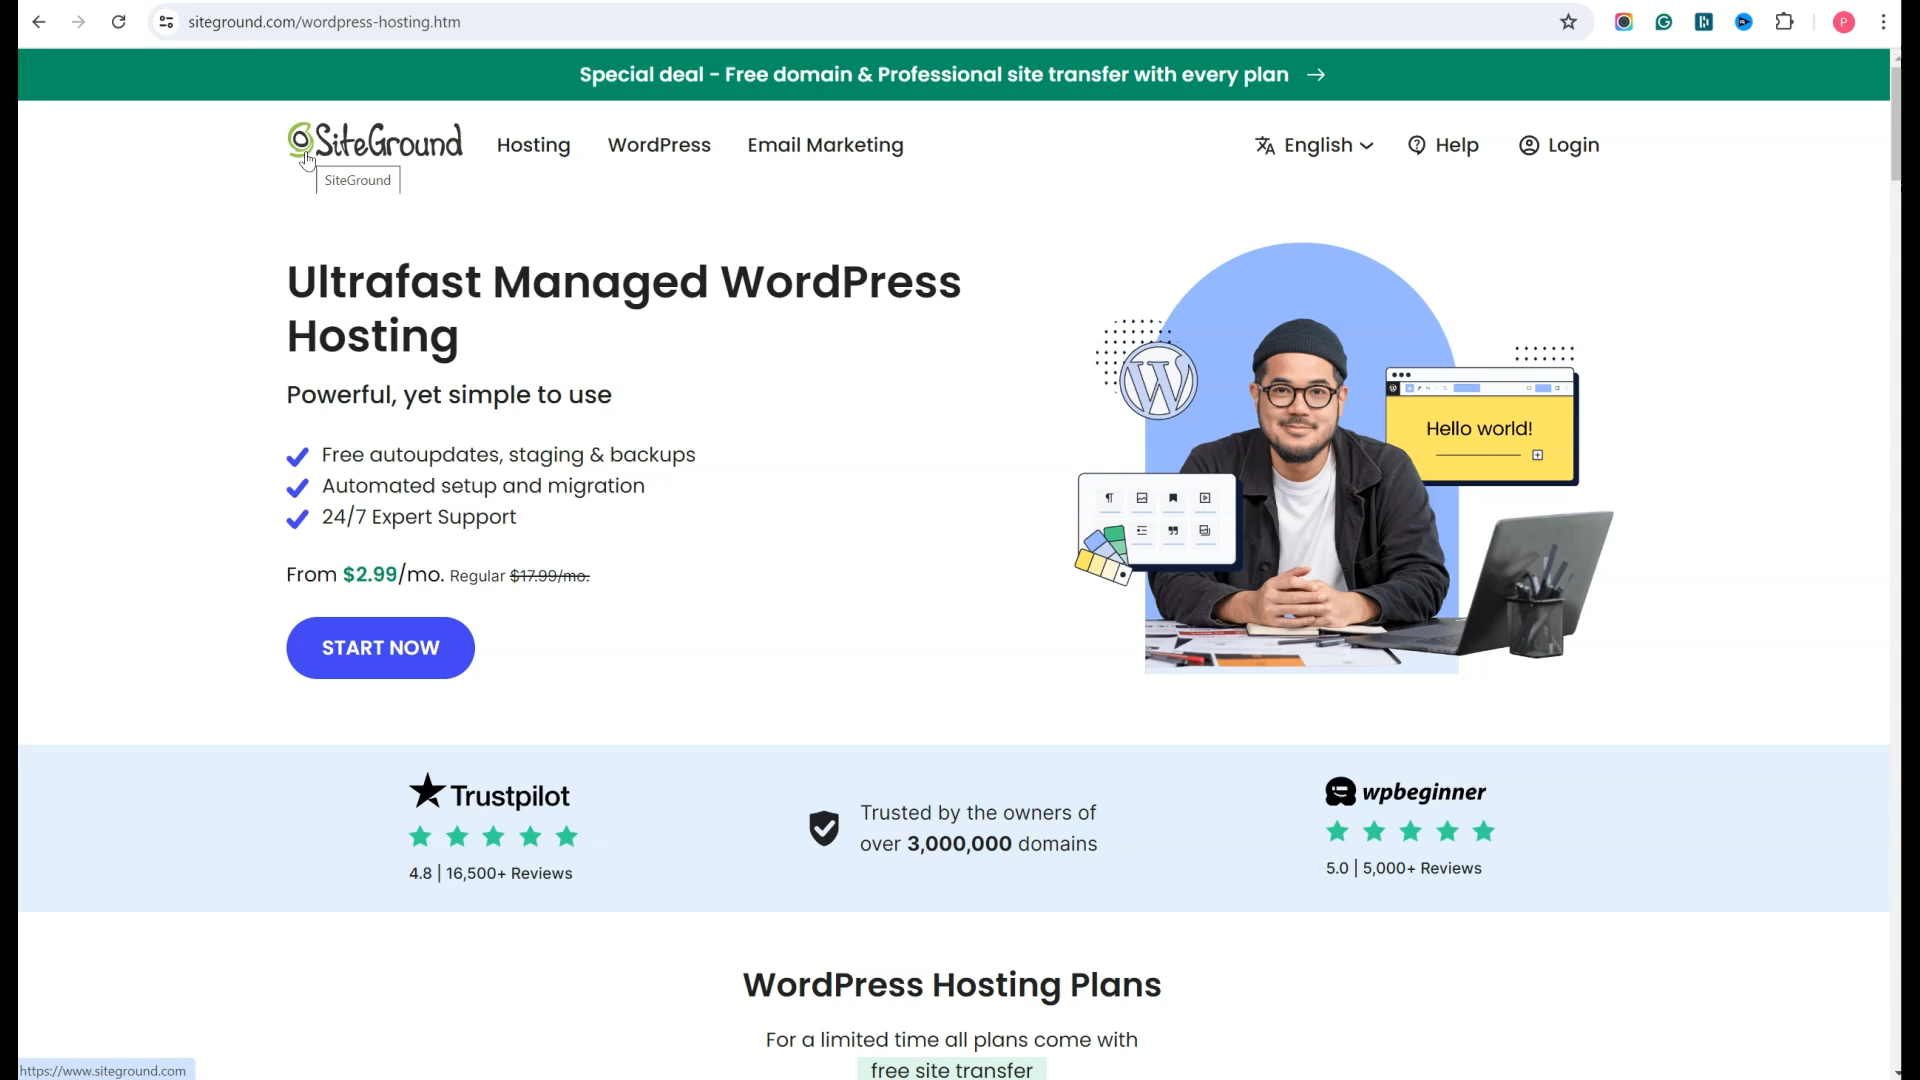 siteground.com/wordpress-hosting.htm
P
Special deal - Free domain & Professional site transfer with every plan →
SiteGround
Hosting
WordPress
Email Marketing
English
Help
Login
SiteGround
Ultrafast Managed WordPress
Hosting
Powerful, yet simple to use
Free autoupdates, staging & backups
Automated setup and migration
24/7 Expert Support
From $2.99/mo. Regular $17.99/mo.
START NOW
Hello world!
Trustpilot
4.8 | 16,500+ Reviews
Trusted by the owners of
over 3,000,000 domains
wpbeginner
5.0 | 5,000+ Reviews
WordPress Hosting Plans
For a limited time all plans come with
free site transfer
https://www.siteground.com